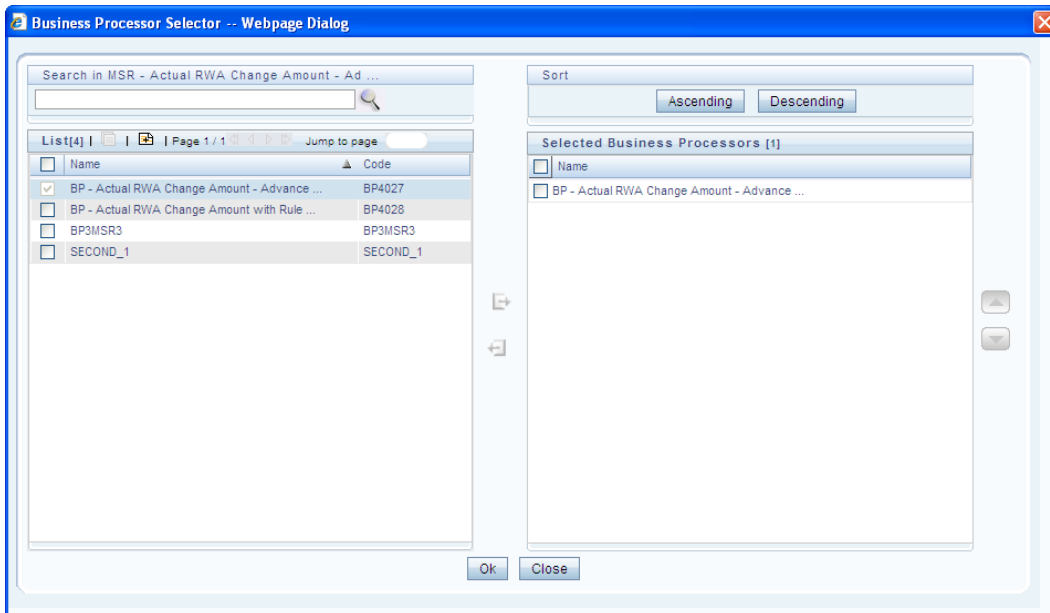 Business Processor Selector -- Webpage Dialog
Search in MSR - Actual RWA Change Amount - Ad ...
List[4] | | | Page 1 / 1 Jump to page
Name Code
BP - Actual RWA Change Amount - Advance ... BP4027
BP - Actual RWA Change Amount with Rule ... BP4028
BP3MSR3 BP3MSR3
SECOND_1 SECOND_1
Sort
Ascending Descending
Selected Business Processors [1]
Name
BP - Actual RWA Change Amount - Advance ...
Ok Close